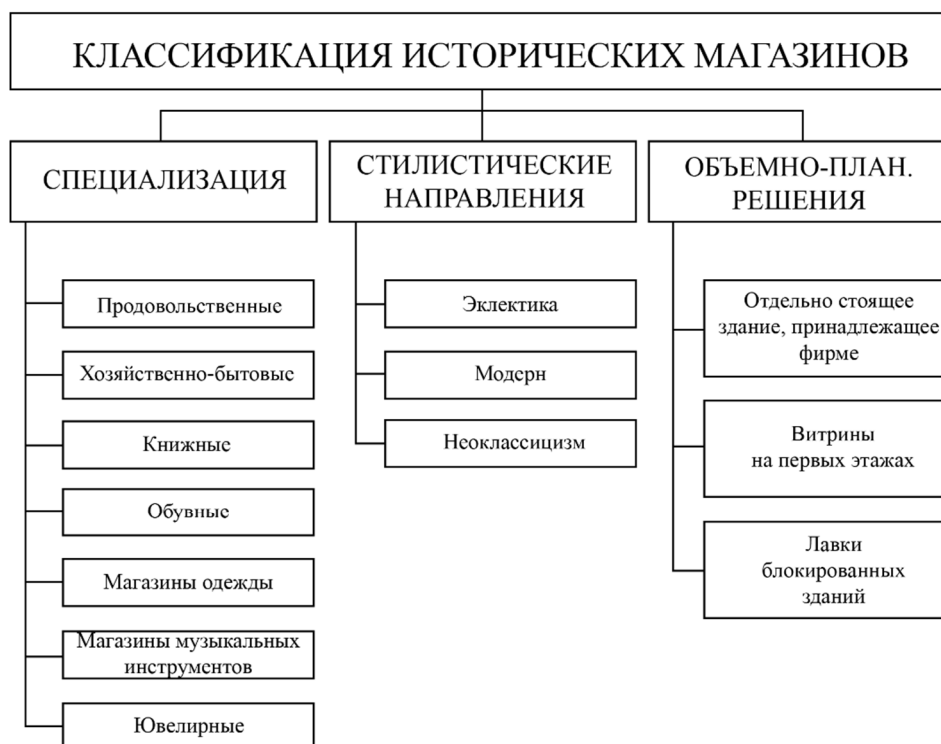 КЛАССИФИКАЦИЯ ИСТОРИЧЕСКИХ МАГАЗИНОВ
СПЕЦИАЛИЗАЦИЯ
Продовольственные
Хозяйственно-бытовые
Книжные
Обувные
Магазины одежды
Магазины музыкальных
инструментов
Ювелирные
СТИЛИСТИЧЕСКИЕ
НАПРАВЛЕНИЯ
Эклектика
Модерн
Неоклассицизм
ОБЪЕМНО-ПЛАН.
РЕШЕНИЯ
Отдельно стоящее
здание, принадлежащее
фирме
Витрины
на первых этажах
Лавки
блокированных
зданий